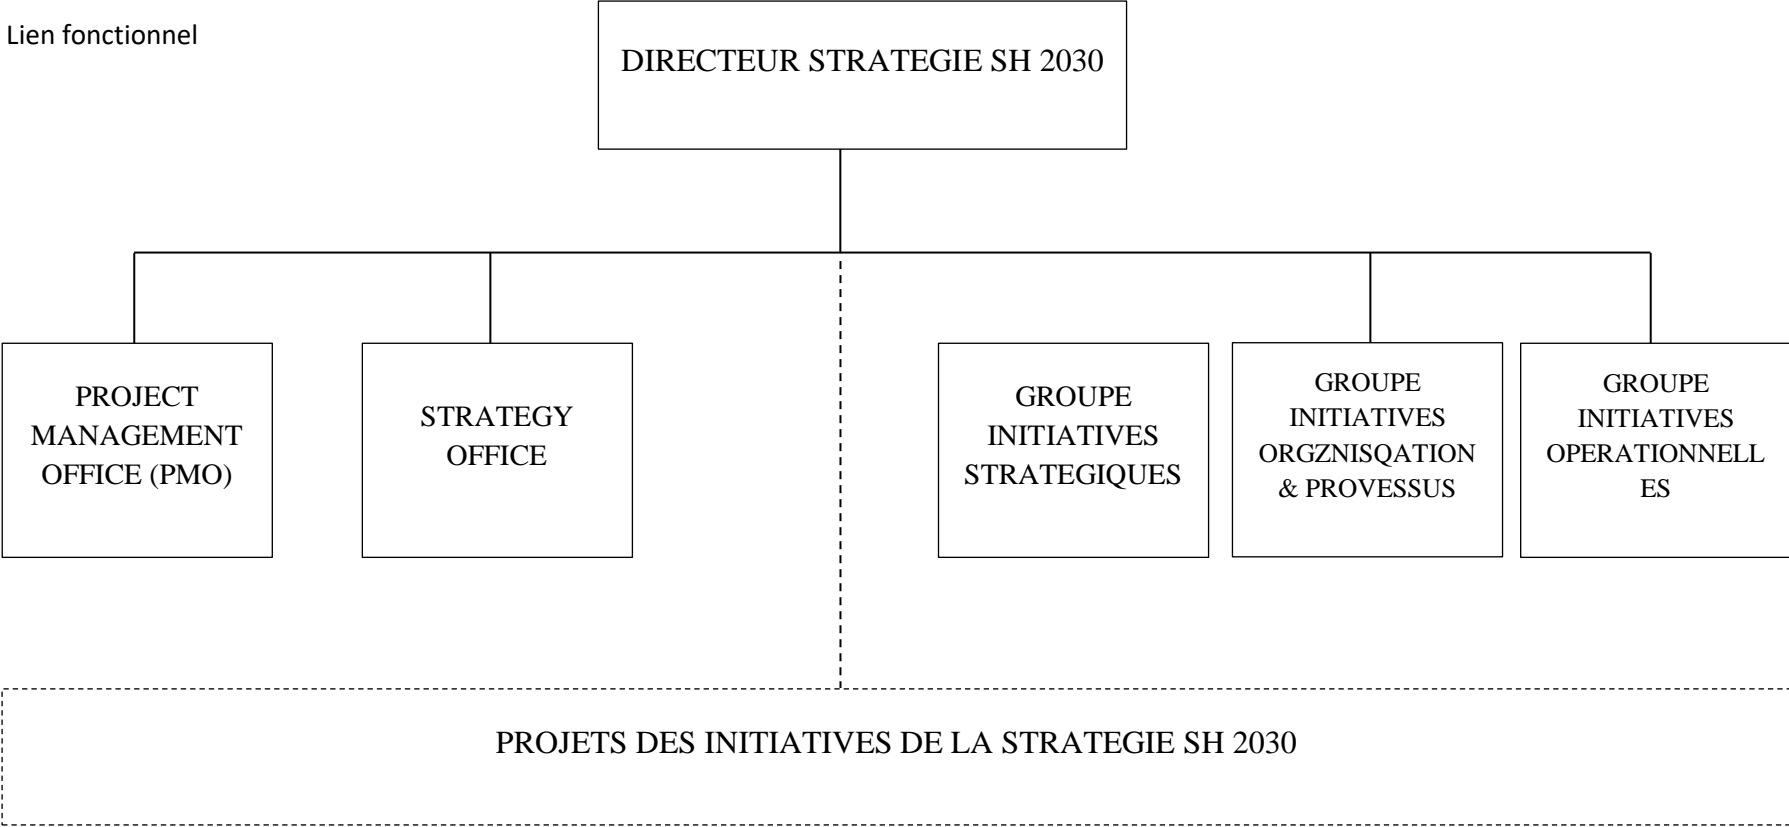 Lien fonctionnel
DIRECTEUR STRATEGIE SH 2030
PROJECT
MANAGEMENT
OFFICE (PMO)
STRATEGY
OFFICE
GROUPE
INITIATIVES
STRATEGIQUES
GROUPE
INITIATIVES
ORGZNISQATION
& PROVESSUS
GROUPE
INITIATIVES
OPERATIONNELL
ES
PROJETS DES INITIATIVES DE LA STRATEGIE SH 2030